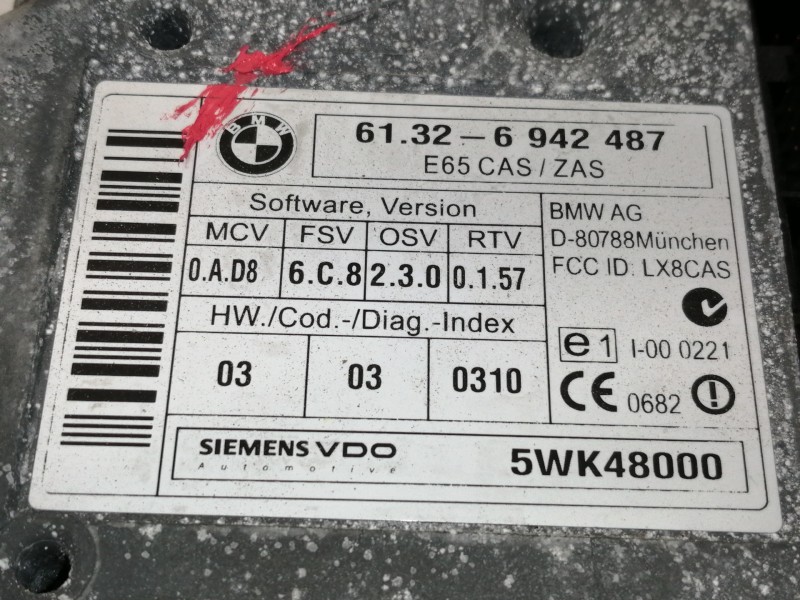 BMW
61.32 - 6 942 487
E65 CAS / ZAS
Software, Version
MCV FSV OSV RTV
0.A.D8 6.C.8 2.3.0 0.1.57
HW./Cod.-/Diag.-Index
03 03 0310
BMW AG
D-80788München
FCC ID: LX8CAS
e1 I-00 0221
CE 0682
SIEMENS VDO
Automotive
5WK48000